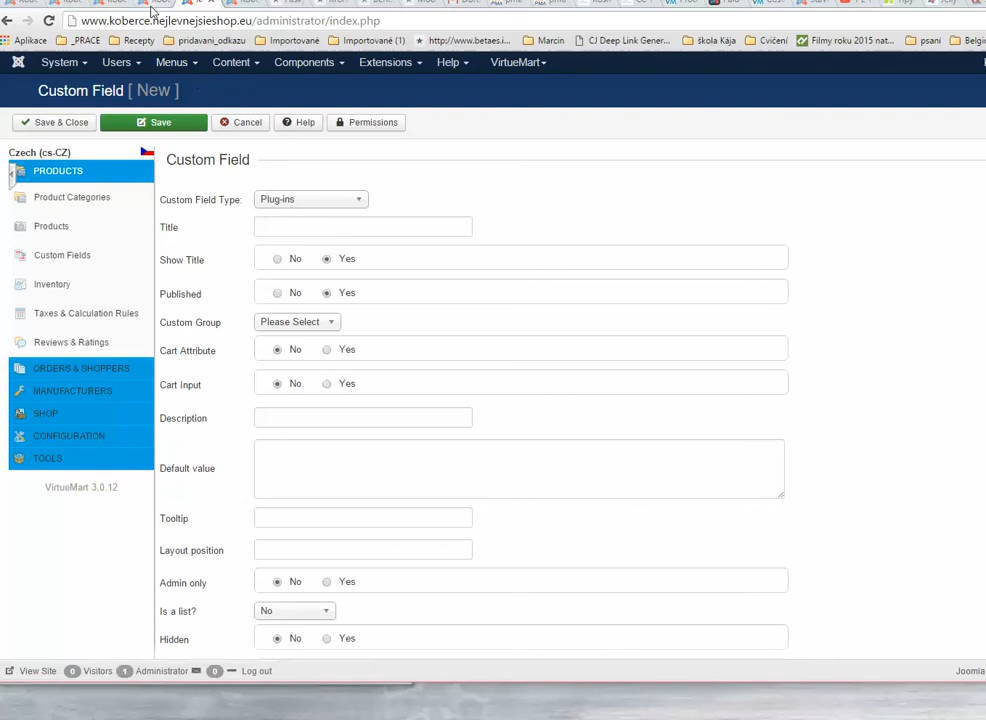 www.koberce.nejlevnejsieshop.eu/administrator/index.php
Aplikace _PRACE Recepty pridavani_odkazu Importované Importované (1) http://www.betaes.i... Marcin CJ Deep Link Gener... škola Kája Cvičení Filmy roku 2015 nat... psaní Belgi
System Users Menus Content Components Extensions Help VirtueMart
Custom Field [ New ]
Save & Close Save Cancel Help Permissions
Czech (cs-CZ)
PRODUCTS
Product Categories
Products
Custom Fields
Inventory
Taxes & Calculation Rules
Reviews & Ratings
ORDERS & SHOPPERS
MANUFACTURERS
SHOP
CONFIGURATION
TOOLS
VirtueMart 3.0.12
Custom Field
Custom Field Type: Plug-ins
Title
Show Title No Yes
Published No Yes
Custom Group Please Select
Cart Attribute No Yes
Cart Input No Yes
Description
Default value
Tooltip
Layout position
Admin only No Yes
Is a list? No
Hidden No Yes
View Site 0 Visitors 1 Administrator 0 Log out Joomla